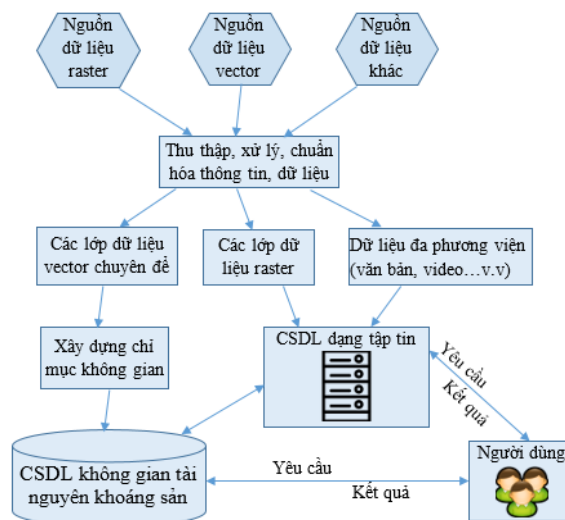 Nguồn
dữ liệu
raster
Nguồn
dữ liệu
vector
Nguồn
dữ liệu
khác
Thu thập, xử lý, chuẩn
hóa thông tin, dữ liệu
Các lớp dữ liệu
vector chuyên đề
Các lớp dữ
liệu raster
Dữ liệu đa phương viện
(văn bản, video…v.v)
Xây dựng chỉ
mục không gian
CSDL dạng tập tin
Yêu cầu
Kết quả
CSDL không gian tài
nguyên khoáng sản
Yêu cầu
Kết quả
Người dùng